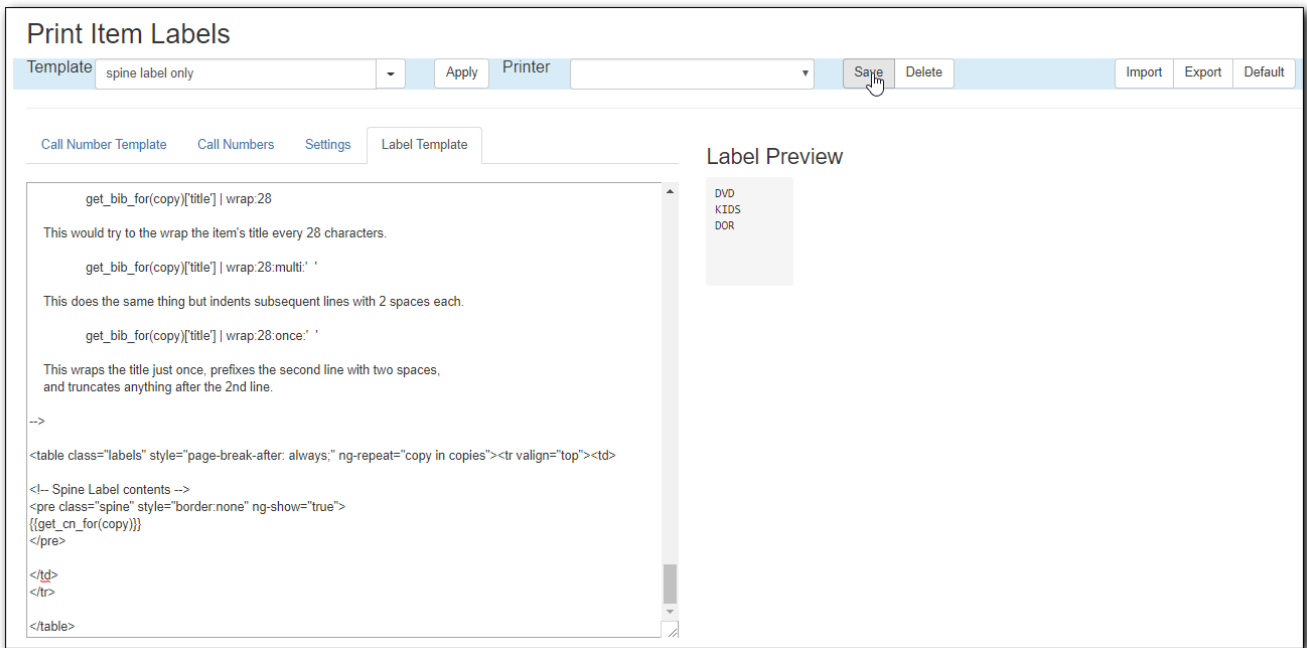 Print Item Labels
Template spine label only Apply Printer Save Delete Import Export Default
Call Number Template Call Numbers Settings Label Template
Label Preview
get_bib_for(copy)['title'] | wrap:28
This would try to the wrap the item's title every 28 characters.
get_bib_for(copy)['title'] | wrap:28:multi:'  '
This does the same thing but indents subsequent lines with 2 spaces each.
get_bib_for(copy)['title'] | wrap:28:once:'  '
This wraps the title just once, prefixes the second line with two spaces,
and truncates anything after the 2nd line.
-->
<table class="labels" style="page-break-after: always;" ng-repeat="copy in copies"><tr valign="top"><td>
<!-- Spine Label contents -->
<pre class="spine" style="border:none" ng-show="true">
{{get_cn_for(copy)}}
</pre>
</td>
</tr>
</table>
DVD
KIDS
DOR